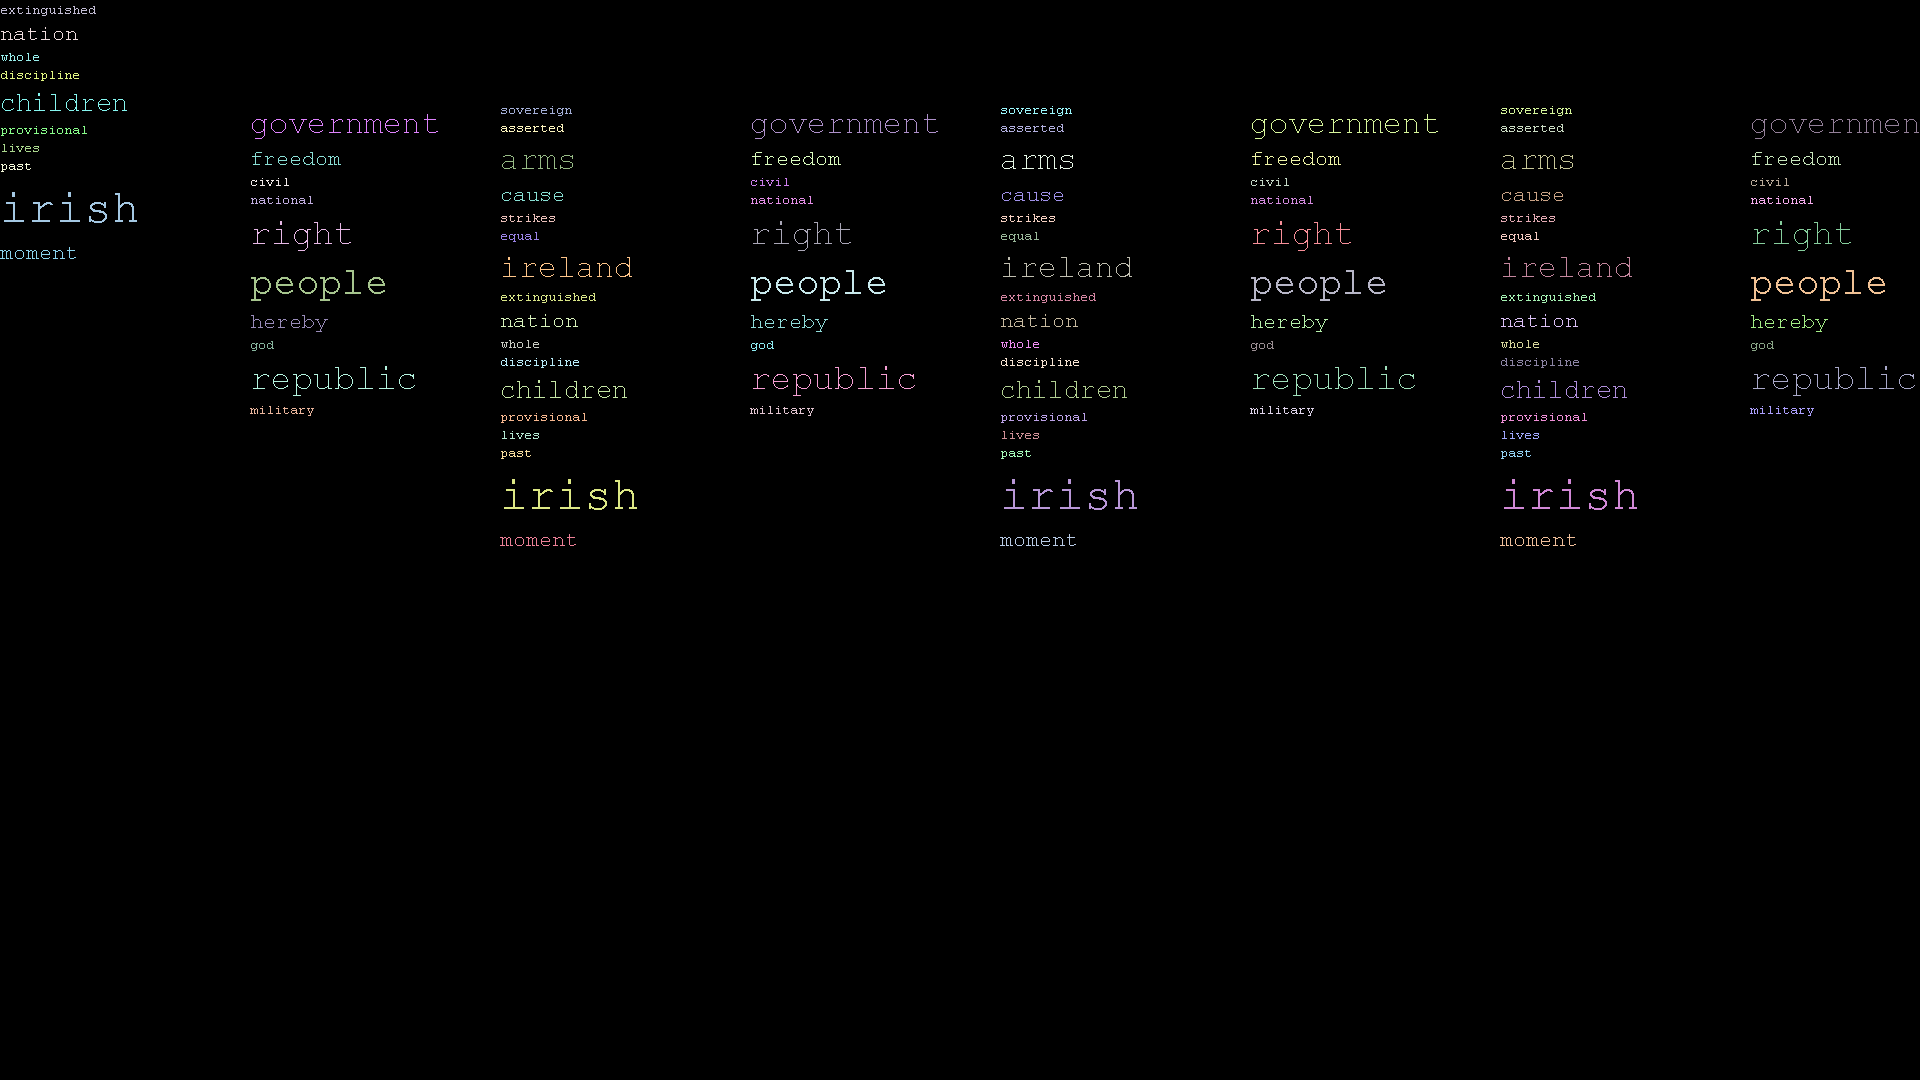 extinguished
nation
whole
discipline
children
provisional
lives
past
irish
moment
government
freedom
civil
national
right
people
hereby
god
republic
military
sovereign
asserted
arms
cause
strikes
equal
ireland
extinguished
nation
whole
discipline
children
provisional
lives
past
irish
moment
government
freedom
civil
national
right
people
hereby
god
republic
military
sovereign
asserted
arms
cause
strikes
equal
ireland
extinguished
nation
whole
discipline
children
provisional
lives
past
irish
moment
government
freedom
civil
national
right
people
hereby
god
republic
military
sovereign
asserted
arms
cause
strikes
equal
ireland
extinguished
nation
whole
discipline
children
provisional
lives
past
irish
moment
governmen
freedom
civil
national
right
people
hereby
god
republic
military